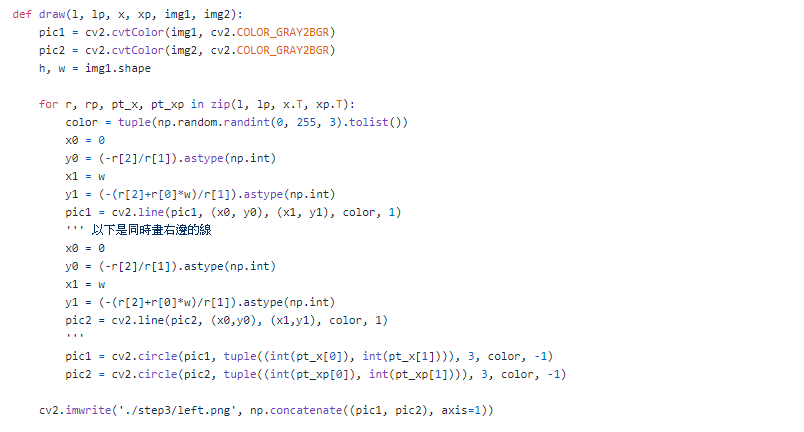 def draw(l, lp, x, xp, img1, img2):
    pic1 = cv2.cvtColor(img1, cv2.COLOR_GRAY2BGR)
    pic2 = cv2.cvtColor(img2, cv2.COLOR_GRAY2BGR)
    h, w = img1.shape

    for r, rp, pt_x, pt_xp in zip(l, lp, x.T, xp.T):
        color = tuple(np.random.randint(0, 255, 3).tolist())
        x0 = 0
        y0 = (-r[2]/r[1]).astype(np.int)
        x1 = w
        y1 = (-(r[2]+r[0]*w)/r[1]).astype(np.int)
        pic1 = cv2.line(pic1, (x0, y0), (x1, y1), color, 1)
        ''' 以下是同時畫右邊的線
        x0 = 0
        y0 = (-r[2]/r[1]).astype(np.int)
        x1 = w
        y1 = (-(r[2]+r[0]*w)/r[1]).astype(np.int)
        pic2 = cv2.line(pic2, (x0,y0), (x1,y1), color, 1)
        '''
        pic1 = cv2.circle(pic1, tuple((int(pt_x[0]), int(pt_x[1]))), 3, color, -1)
        pic2 = cv2.circle(pic2, tuple((int(pt_xp[0]), int(pt_xp[1]))), 3, color, -1)

    cv2.imwrite('./step3/left.png', np.concatenate((pic1, pic2), axis=1))